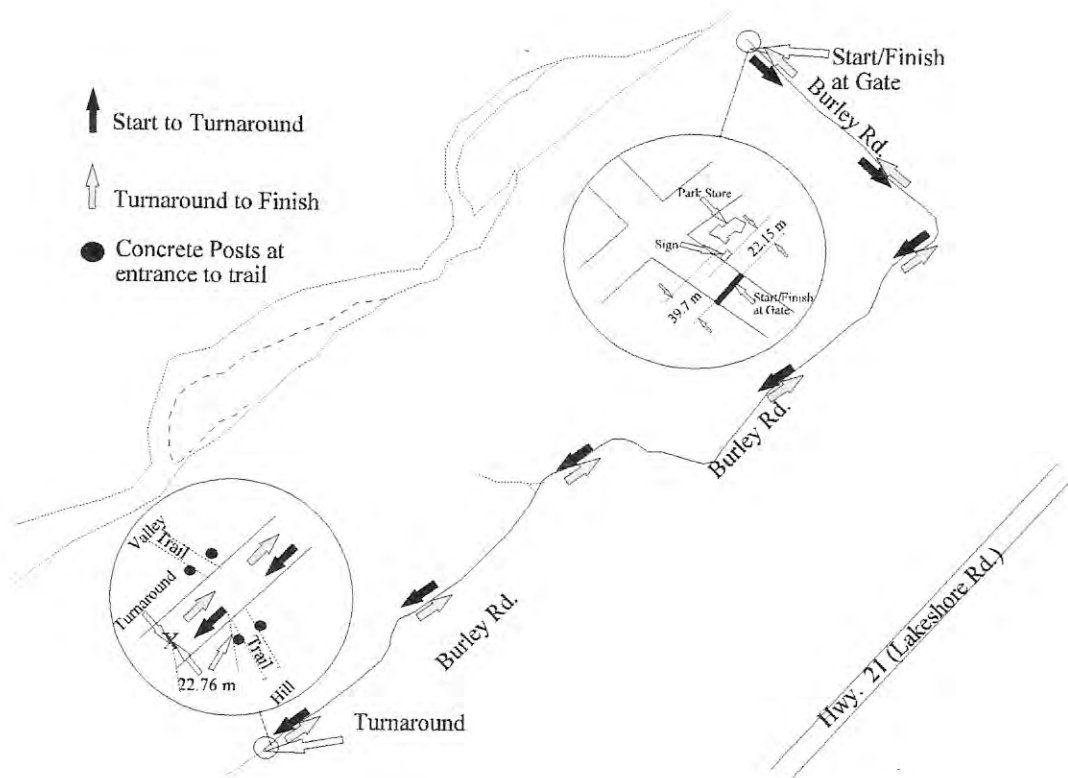 Start/Finish
at Gate
Burley Rd.
Start to Turnaround
Turnaround to Finish
Concrete Posts at
entrance to trail
Park Store
Sign
22.15 m
39.7 m
Start/Finish
at Gate
Burley Rd.
Valley
Trail
Turnaround
X
Trail
22.76 m
Hill
Burley Rd.
Turnaround
Hwy. 21 (Lakeshore Rd.)